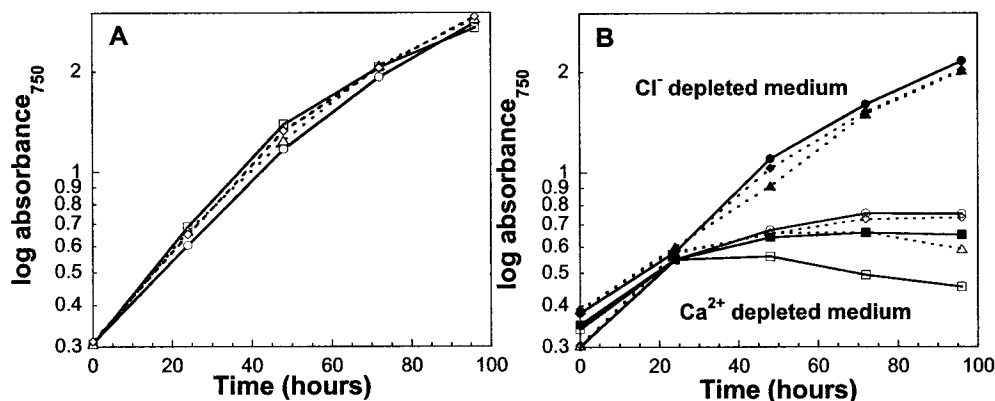 A
log absorbance750
2
1
0.9
0.8
0.7
0.6
0.5
0.4
0.3
0 20 40 60 80 100
Time (hours)
B
log absorbance750
2
1
0.9
0.8
0.7
0.6
0.5
0.4
0.3
Cl- depleted medium
Ca2+ depleted medium
0 20 40 60 80 100
Time (hours)